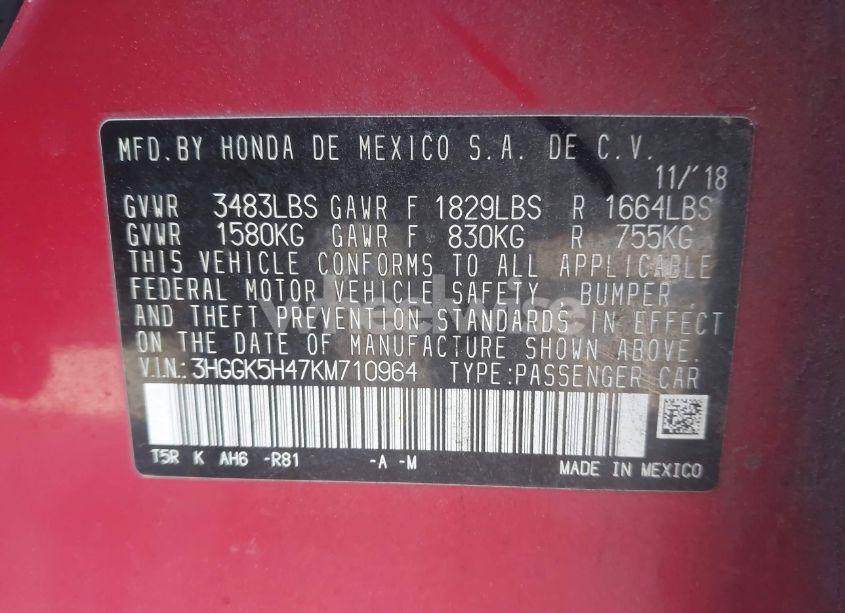 MFD. BY HONDA DE MEXICO S.A. DE C.V.
11/'18
GVWR 3483LBS GAWR F 1829LBS R 1664LBS
GVWR 1580KG GAWR F 830KG R 755KG
THIS VEHICLE CONFORMS TO ALL APPLICABLE
FEDERAL MOTOR VEHICLE SAFETY, BUMPER,
AND THEFT PREVENTION STANDARDS IN EFFECT
ON THE DATE OF MANUFACTURE SHOWN ABOVE.
V.I.N.: 3HGGK5H47KM710964 TYPE:PASSENGER CAR
T5R K AH6 -R81 -A -M
MADE IN MEXICO